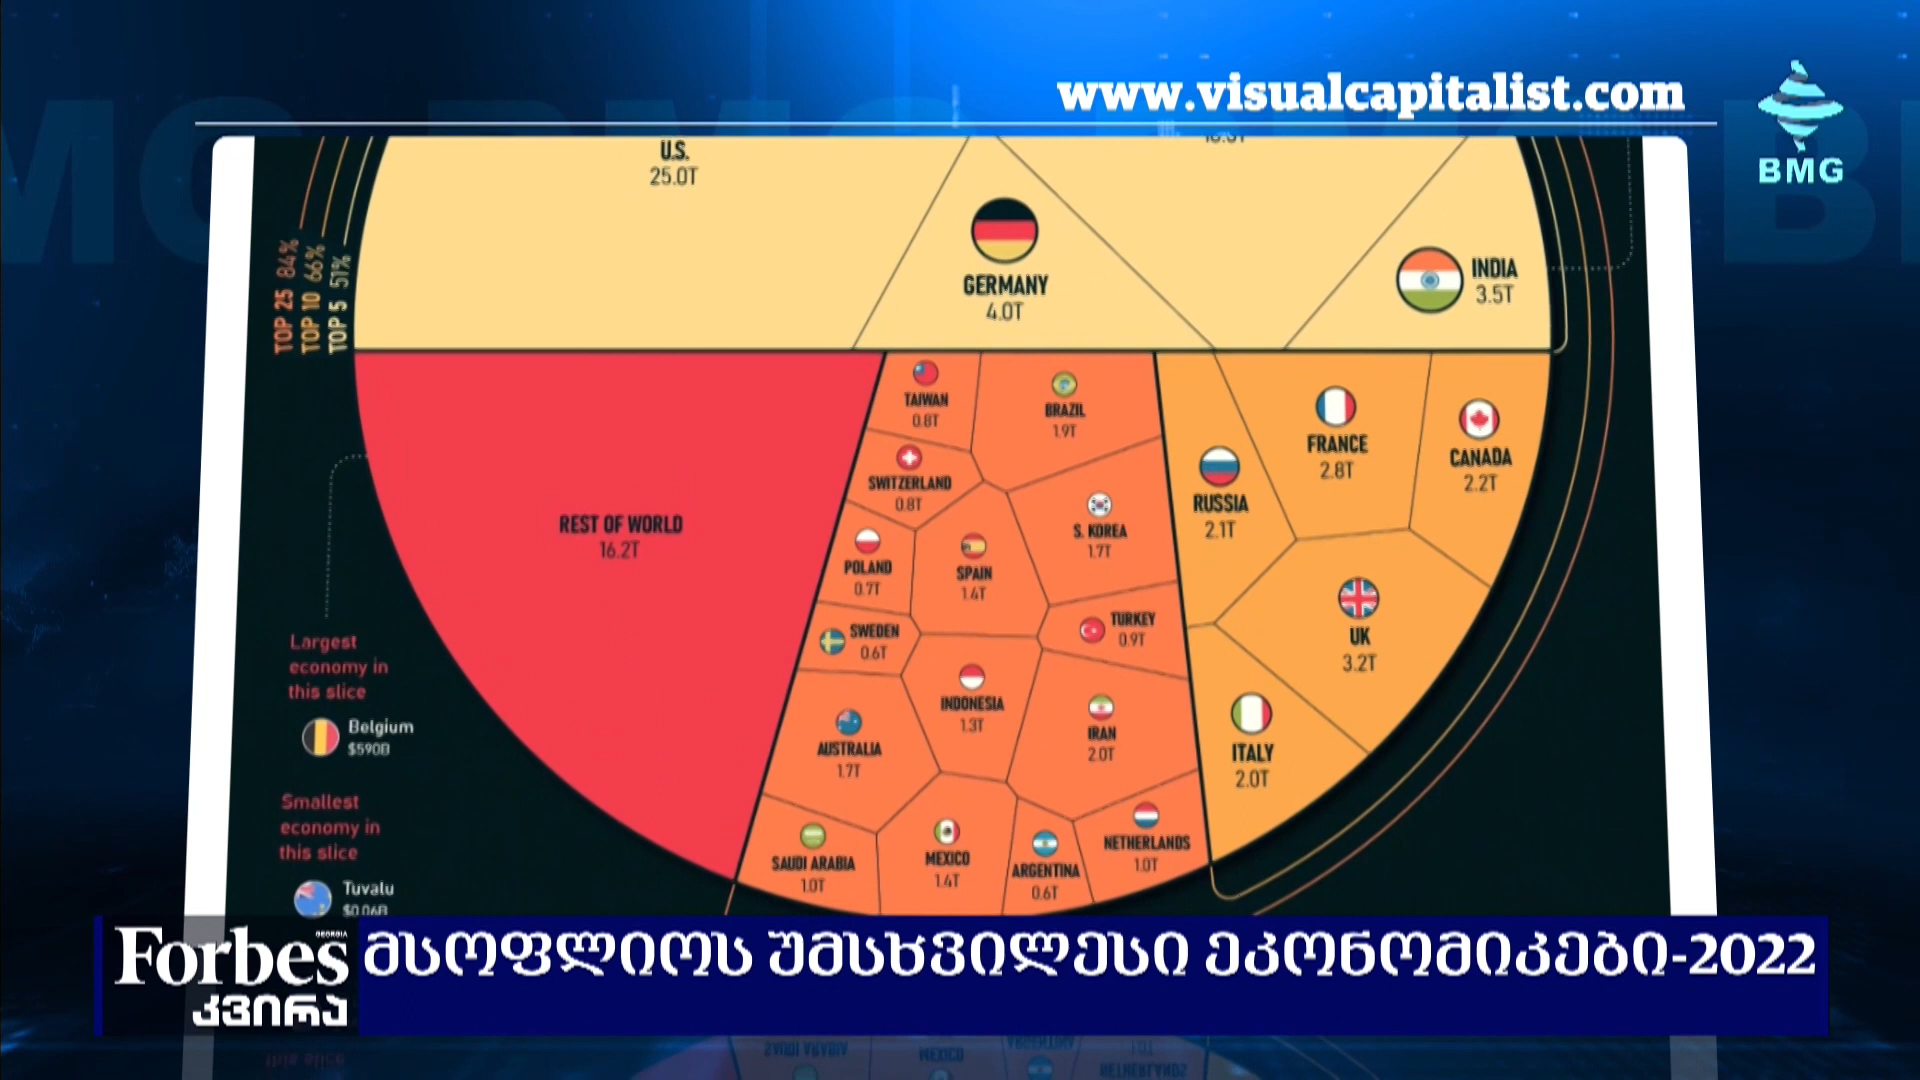 www.visualcapitalist.com
BMG
U.S.
25.0T
GERMANY
4.0T
INDIA
3.5T
TOP 25 84%
TOP 10 66%
TOP 5 51%
REST OF WORLD
16.2T
TAIWAN
0.8T
BRAZIL
1.9T
SWITZERLAND
0.8T
S. KOREA
1.7T
POLAND
0.7T
SPAIN
1.4T
SWEDEN
0.6T
TURKEY
0.9T
INDONESIA
1.3T
AUSTRALIA
1.7T
IRAN
2.0T
SAUDI ARABIA
1.0T
MEXICO
1.4T
ARGENTINA
0.6T
NETHERLANDS
1.0T
RUSSIA
2.1T
FRANCE
2.8T
CANADA
2.2T
UK
3.2T
ITALY
2.0T
Largest
economy in
this slice
Belgium
$590B
Smallest
economy in
this slice
Tuvalu
$0.06B
Forbes
GEORGIA
კვირა
მსოფლიოს უმსხვილესი ეკონომიკები-2022